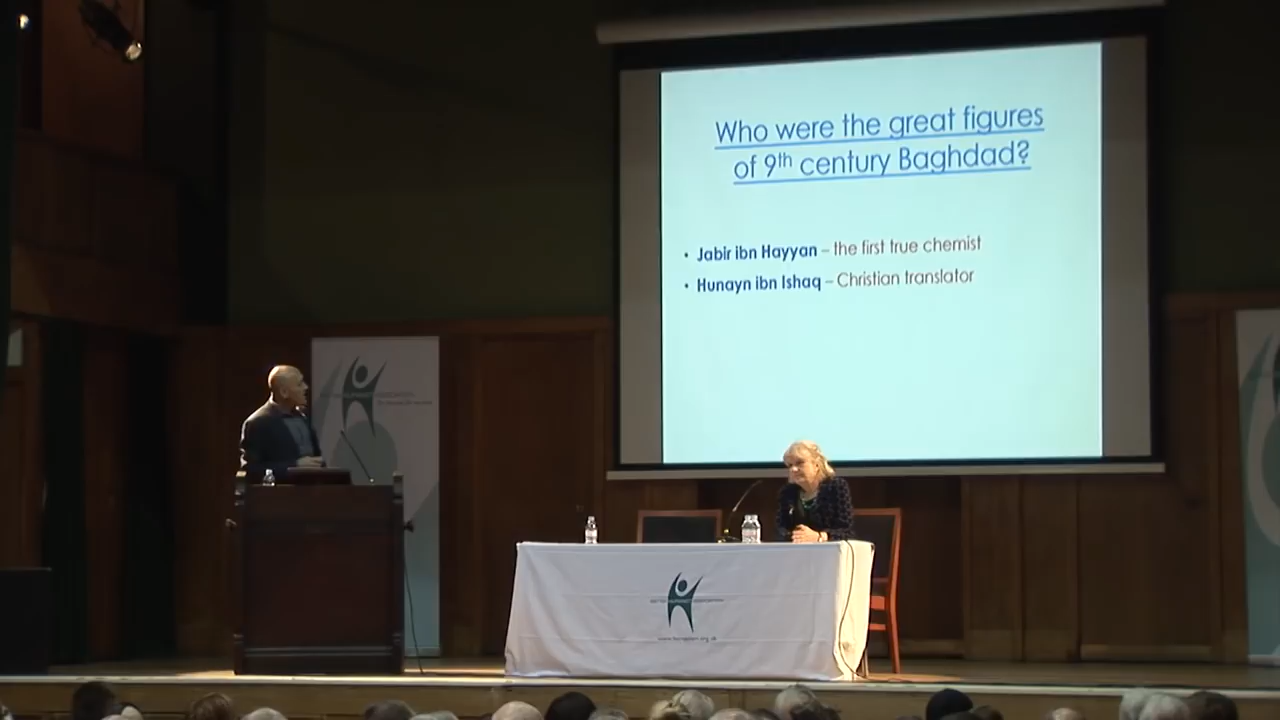 Who were the great figures
of 9th century Baghdad?
• Jabir ibn Hayyan – the first true chemist
• Hunayn ibn Ishaq – Christian translator